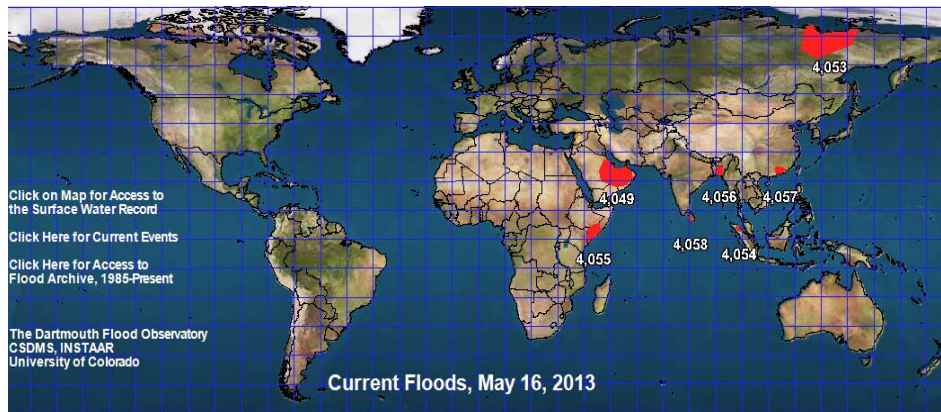 4,053
4,049
4,056
4,057
4,058
4,054
4,055
Click on Map for Access to
the Surface Water Record
Click Here for Current Events
Click Here for Access to
Flood Archive, 1985-Present
The Dartmouth Flood Observatory
CSDMS, INSTAAR
University of Colorado
Current Floods, May 16, 2013